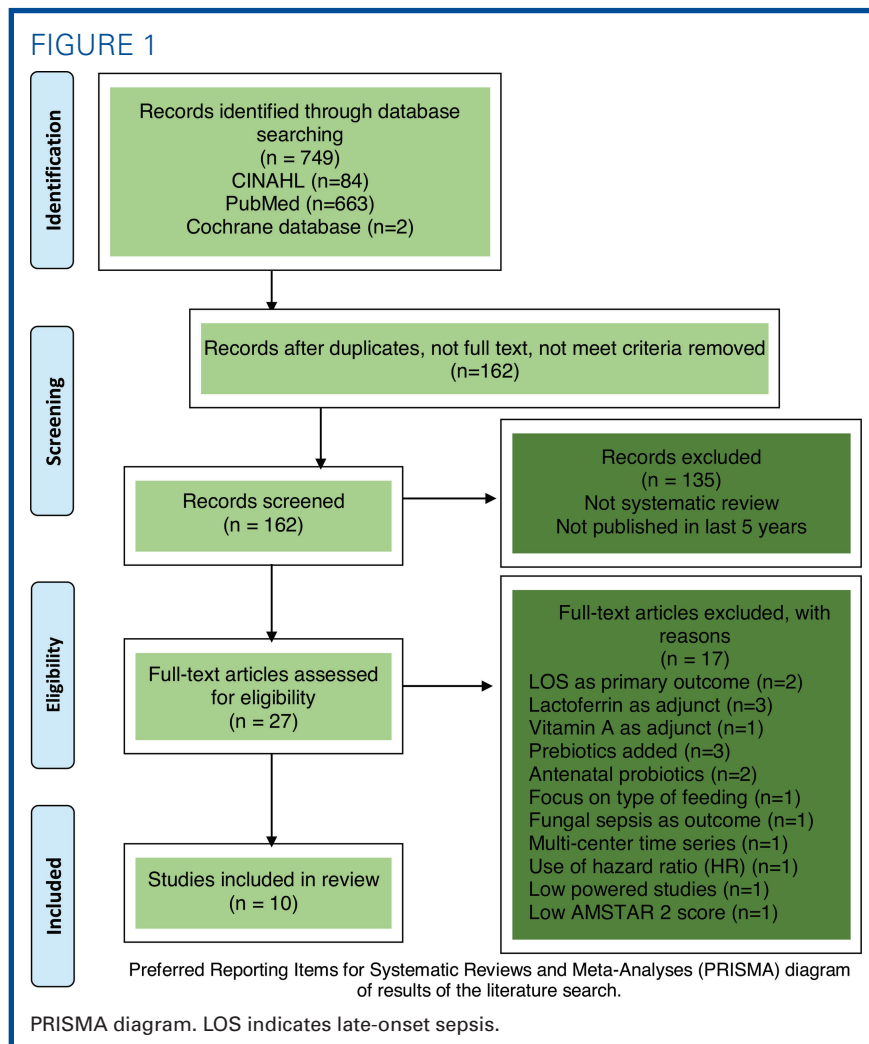 FIGURE 1
Identification
Records identified through database
searching
(n = 749)
CINAHL (n=84)
PubMed (n=663)
Cochrane database (n=2)
Screening
Records after duplicates, not full text, not meet criteria removed
(n=162)
Records screened
(n = 162)
Records excluded
(n = 135)
Not systematic review
Not published in last 5 years
Eligibility
Full-text articles assessed
for eligibility
(n = 27)
Full-text articles excluded, with
reasons
(n = 17)
LOS as primary outcome (n=2)
Lactoferrin as adjunct (n=3)
Vitamin A as adjunct (n=1)
Prebiotics added (n=3)
Antenatal probiotics (n=2)
Focus on type of feeding (n=1)
Fungal sepsis as outcome (n=1)
Multi-center time series (n=1)
Use of hazard ratio (HR) (n=1)
Low powered studies (n=1)
Low AMSTAR 2 score (n=1)
Included
Studies included in review
(n = 10)
Preferred Reporting Items for Systematic Reviews and Meta-Analyses (PRISMA) diagram
of results of the literature search.
PRISMA diagram. LOS indicates late-onset sepsis.